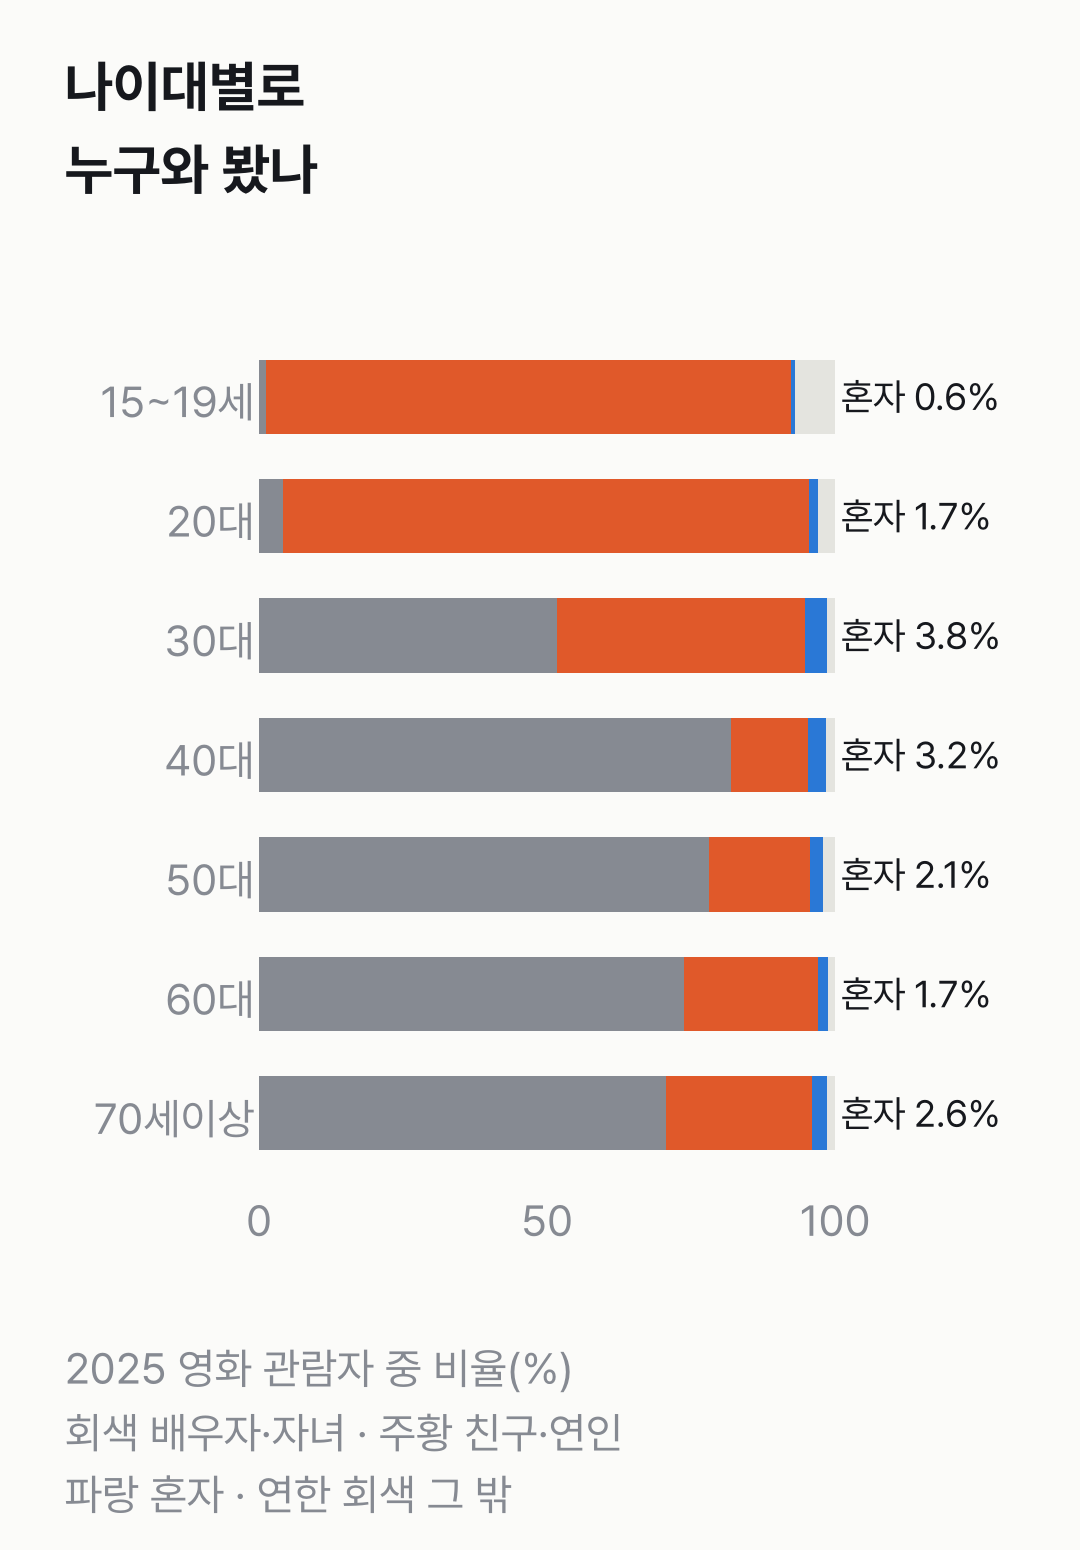 나이대별로
누구와 봤나
15~19세 혼자 0.6%
20대 혼자 1.7%
30대 혼자 3.8%
40대 혼자 3.2%
50대 혼자 2.1%
60대 혼자 1.7%
70세이상 혼자 2.6%
0 50 100
2025 영화 관람자 중 비율(%)
회색 배우자·자녀 · 주황 친구·연인
파랑 혼자 · 연한 회색 그 밖